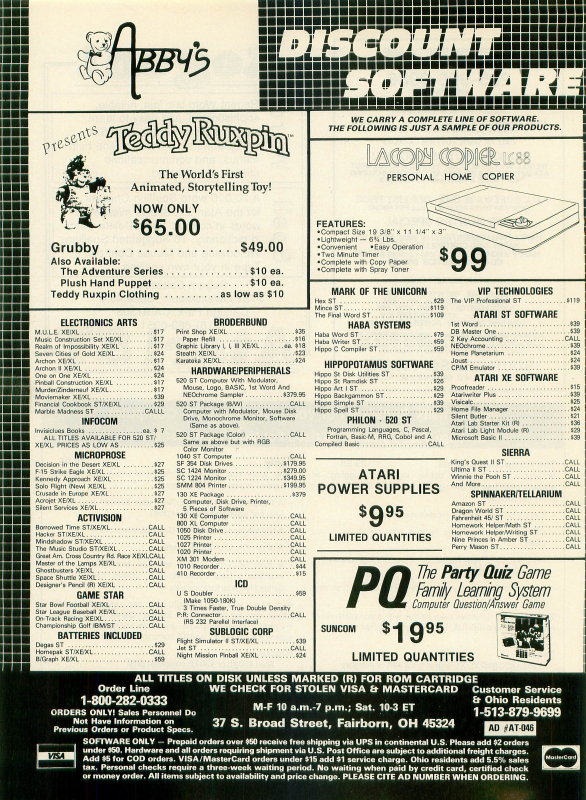 ABBY'S
DISCOUNT
SOFTWARE
Presents Teddy Ruxpin™
The World's First
Animated, Storytelling Toy!
NOW ONLY
$65.00
Grubby . . . . . . . . . . $49.00
Also Available:
The Adventure Series . . . . . $10 ea.
Plush Hand Puppet . . . . . $10 ea.
Teddy Ruxpin Clothing . . . . as low as $10
WE CARRY A COMPLETE LINE OF SOFTWARE.
THE FOLLOWING IS JUST A SAMPLE OF OUR PRODUCTS.
LACOPY COPIER LC88
PERSONAL HOME COPIER
FEATURES:
•Compact Size 19 3/8" x 11 1/4" x 3"
•Lightweight — 6¾ Lbs.
•Convenient •Easy Operation
•Two Minute Timer
•Complete with Copy Paper
•Complete with Spray Toner
$99
ELECTRONICS ARTS
M.U.L.E. XE/XL $17
Music Construction Set XE/XL $17
Realm of Impossibility XE/XL $17
Seven Cities of Gold XE/XL $24
Archon XE/XL $24
Archon II XE/XL $24
One on One XE/XL $24
Pinball Construction XE/XL $17
Murder/Zinderneuf XE/XL $17
Moviemaker XE/XL $39
Financial Cookbook ST/XE/XL
Marble Madness ST CALLL
INFOCOM
Invisiclues Books ea. $ 7
ALL TITLES AVAILABLE FOR 520 ST/
XE/XL. PRICES AS LOW AS $25
MICROPROSE
Decision in the Desert XE/XL $27
F-15 Strike Eagle XE/XL $25
Kennedy Approach XE/XL $25
Solo Flight (New) XE/XL $25
Crusade in Europe XE/XL $27
Acrojet XE/XL $27
Silent Services XE/XL $27
ACTIVISION
Borrowed Time ST/XE/XL CALL
Hacker ST/XE/XL CALL
Mindshadow ST/XE/XL CALL
The Music Studio ST/XE/XL CALL
Great Am. Cross Country Rd. Race XE/XL CALL
Master of the Lamps XE/XL CALL
Ghostbusters XE/XL CALL
Space Shuttle XE/XL CALL
Designer's Pencil (R) XE/XL CALL
GAME STAR
Star Bowl Football XE/XL CALL
Star League Baseball XE/XL CALL
On-Track Racing XE/XL CALL
Championship Golf IBM/ST CALL
BATTERIES INCLUDED
Degas ST $29
Homepak ST/XE/XL CALL
B/Graph XE/XL $59
BRODERBUND
Print Shop XE/XL $35
Paper Refill $16
Graphic Library I, I, III XE/XL ea. $18
Stealth XE/XL $23
Karateka XE/XL $24
HARDWARE/PERIPHERALS
520 ST Computer With Modulator,
Mouse, Logo, BASIC, 1st Word And
NEOchrome Sampler $379.95
520 ST Package (B/W) CALL
Computer with Modulator, Mouse Disk
Drive, Monochrome Monitor, Software
(Same as above).
520 ST Package (Color) CALL
Same as above but with RGB
Color Monitor
1040 ST Computer CALL
SF 354 Disk Drives $179.95
SC 1424 Monitor $279.00
SC 1224 Monitor $349.95
SMM 804 Printer $199.95
130 XE Package $379
Computer, Disk Drive, Printer,
5 Pieces of Software
130 XE Computer CALL
800 XL Computer CALL
1050 Disk Drive CALL
1025 Printer CALL
1027 Printer CALL
1020 Printer CALL
XM 301 Modem CALL
1010 Recorder $44
410 Recorder $15
ICD
U S Doubler $59
(Make 1050-180K)
3 Times Faster, True Double Density
P:R: Connector CALL
(RS 232 Parallel Interface)
SUBLOGIC CORP
Flight Simulator II ST/XE/XL $39
Jet ST CALL
Night Mission Pinball XE/XL $24
MARK OF THE UNICORN
Hex ST $29
Mince ST $119
The Final Word ST $109
HABA SYSTEMS
Haba Word ST $79
Haba Writer ST $59
Hippo C Compiler ST $59
HIPPOPOTAMUS SOFTWARE
Hippo St Disk Utilities ST $39
Hippo St Ramdisk ST $26
Hippo Art I ST $29
Hippo Backgammon ST $29
Hippo Simple ST $39
Hippo Spell ST $29
PHILON - 520 ST
Programming Languages, C, Pascal,
Fortran, Basic-M, RRG, Cobol and A
Compiled Basic CALL
ATARI
POWER SUPPLIES
$9 95
LIMITED QUANTITIES
VIP TECHNOLOGIES
The VIP Professional ST $119
ATARI ST SOFTWARE
1st Word $39
DB Master One $39
2 Key Accounting CALL
NEOchrome $39
Home Planetarium $24
Joust $24
CP/M Emulator $39
ATARI XE SOFTWARE
Proofreader $15
Atariwriter Plus $39
Visicalc $25
Home File Manager $24
Silent Butler $21
Atari Lab Starter Kit (R) $36
Atari Lab Light Module (R) $29
Microsoft Basic II $39
SIERRA
King's Quest II ST CALL
Ultima II ST CALL
Winnie the Pooh ST CALL
And More CALL
SPINNAKER/TELLARIUM
Amazon ST CALL
Dragon World ST CALL
Fahrenheit 45/ ST CALL
Homework Helper/Math ST CALL
Homework Helper/Writing ST CALL
Nine Princes in Amber ST CALL
Perry Mason ST CALL
PQ The Party Quiz Game
Family Learning System
Computer Question/Answer Game
SUNCOM $19 95
LIMITED QUANTITIES
ALL TITLES ON DISK UNLESS MARKED (R) FOR ROM CARTRIDGE
WE CHECK FOR STOLEN VISA & MASTERCARD
Order Line
1-800-282-0333
ORDERS ONLY! Sales Personnel Do
Not Have Information on
Previous Orders or Product Specs.
M-F 10 a.m.-7 p.m.; Sat. 10-3 ET
37 S. Broad Street, Fairborn, OH 45324
Customer Service
& Ohio Residents
1-513-879-9699
AD #AT-046
VISA
SOFTWARE ONLY — Prepaid orders over $50 receive free shipping via UPS in continental U.S. Please add $2 orders
under $50. Hardware and all orders requiring shipment via U.S. Post Office are subject to additional freight charges.
Add $5 for COD orders. VISA/MasterCard orders under $15 add $1 service charge. Ohio residents add 5.5% sales
tax. Personal checks require a three-week waiting period. No waiting when paid by credit card, certified check
or money order. All items subject to availability and price change. PLEASE CITE AD NUMBER WHEN ORDERING.
MasterCard